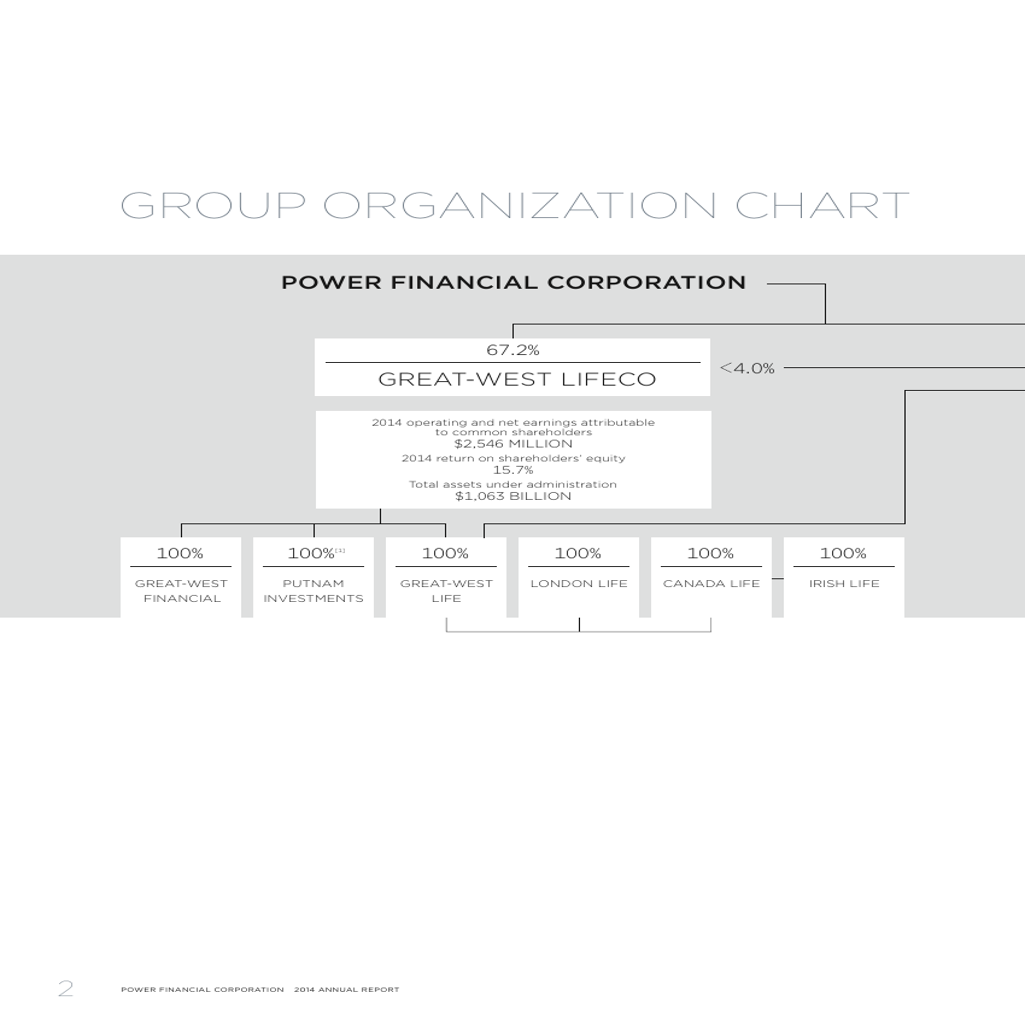 GROUP ORGANIZATION CHART
POWER FINANCIAL CORPORATION
67.2%
GREAT-WEST LIFECO
<4.0%
2014 operating and net earnings attributable
to common shareholders
$2,546 MILLION
2014 return on shareholders' equity
15.7%
Total assets under administration
$1,063 BILLION
100%
GREAT-WEST
FINANCIAL
100%[1]
PUTNAM
INVESTMENTS
100%
GREAT-WEST
LIFE
100%
LONDON LIFE
100%
CANADA LIFE
100%
IRISH LIFE
2 POWER FINANCIAL CORPORATION 2014 ANNUAL REPORT